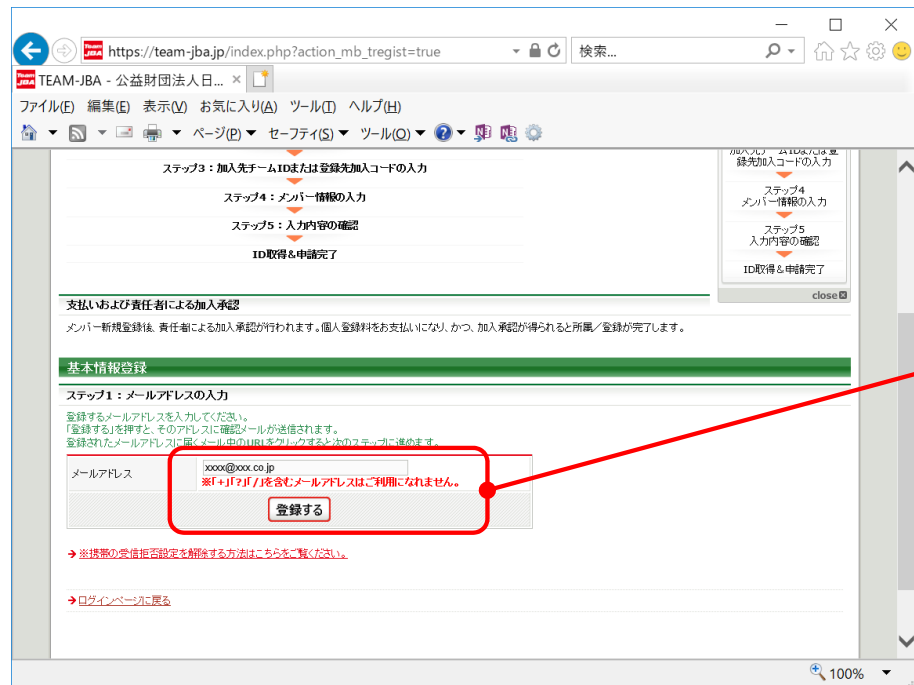 https://team-jba.jp/index.php?action_mb_tregist=true
検索...
TEAM-JBA - 公益財団法人日... ×
ファイル(F) 編集(E) 表示(V) お気に入り(A) ツール(T) ヘルプ(H)
ページ(P) セーフティ(S) ツール(O)
ステップ3：加入先チームIDまたは登録先加入コードの入力
ステップ4：メンバー情報の入力
ステップ5：入力内容の確認
ID取得＆申請完了
加入先チームIDまたは登
録先加入コードの入力
ステップ4
メンバー情報の入力
ステップ5
入力内容の確認
ID取得＆申請完了
close
支払いおよび責任者による加入承認
メンバー新規登録後、責任者による加入承認が行われます。個人登録料をお支払いになり、かつ、加入承認が得られると所属／登録が完了します。
基本情報登録
ステップ1：メールアドレスの入力
登録するメールアドレスを入力してください。
「登録する」を押すと、そのアドレスに確認メールが送信されます。
登録されたメールアドレスに届くメール中のURLをクリックすると次のステップに進めます。
メールアドレス
xxxx@xxx.co.jp
※「+」「?」「/」を含むメールアドレスはご利用になれません。
登録する
※携帯の受信拒否設定を解除する方法はこちらをご覧ください。
ログインページに戻る
100%